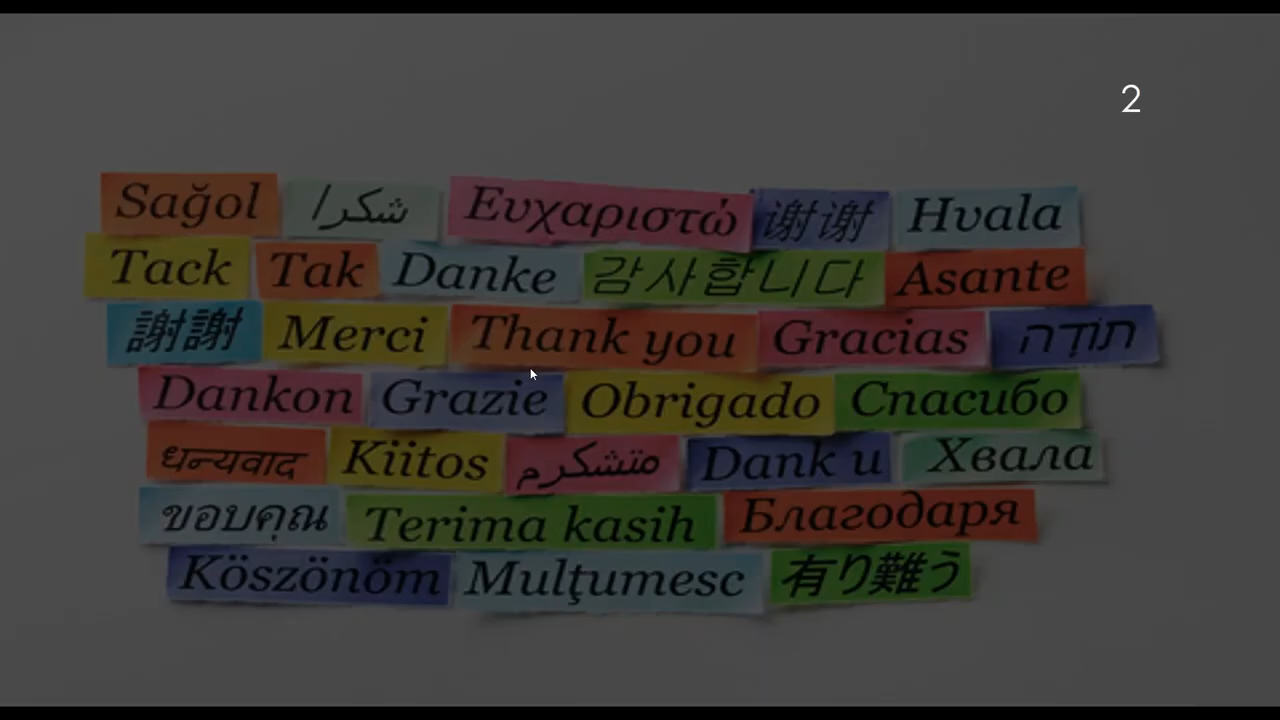 2
Sağol شكرا Ευχαριστώ 谢谢 Hvala
Tack Tak Danke 감사합니다 Asante
謝謝 Merci Thank you Gracias תוֹדָה
Dankon Grazie Obrigado Спасибо
धन्यवाद Kiitos متشکرم Dank u Хвала
ขอบคุณ Terima kasih Благодаря
Köszönöm Mulţumesc 有り難う